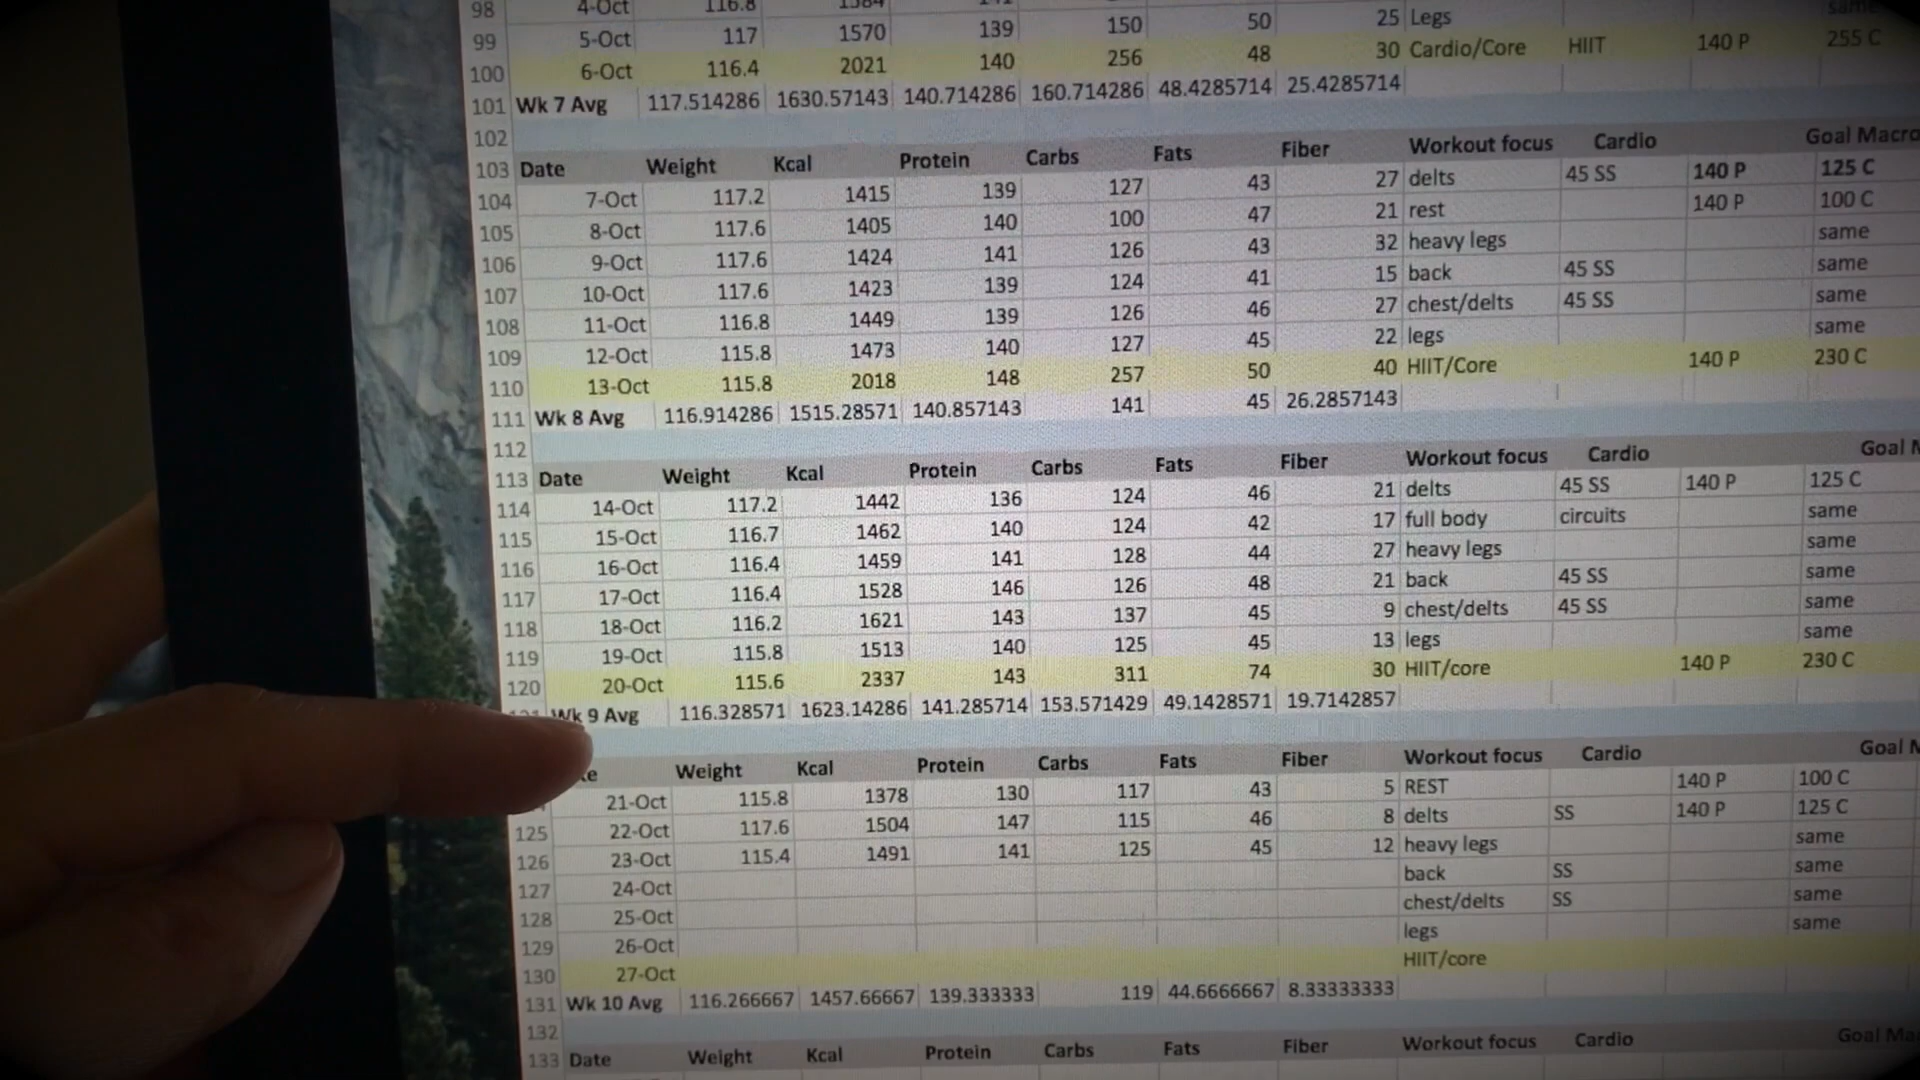 98 4-Oct 116.8 1584 141
99 5-Oct 117 1570 139 150 50 25 Legs same
100 6-Oct 116.4 2021 140 256 48 30 Cardio/Core HIIT 140 P 255 C
101 Wk 7 Avg 117.514286 1630.57143 140.714286 160.714286 48.4285714 25.4285714
102
103 Date Weight Kcal Protein Carbs Fats Fiber Workout focus Cardio Goal Macro
104 7-Oct 117.2 1415 139 127 43 27 delts 45 SS 140 P 125 C
105 8-Oct 117.6 1405 140 100 47 21 rest 140 P 100 C
106 9-Oct 117.6 1424 141 126 43 32 heavy legs same
107 10-Oct 117.6 1423 139 124 41 15 back 45 SS same
108 11-Oct 116.8 1449 139 126 46 27 chest/delts 45 SS same
109 12-Oct 115.8 1473 140 127 45 22 legs same
110 13-Oct 115.8 2018 148 257 50 40 HIIT/Core 140 P 230 C
111 Wk 8 Avg 116.914286 1515.28571 140.857143 141 45 26.2857143
112
113 Date Weight Kcal Protein Carbs Fats Fiber Workout focus Cardio Goal M
114 14-Oct 117.2 1442 136 124 46 21 delts 45 SS 140 P 125 C
115 15-Oct 116.7 1462 140 124 42 17 full body circuits same
116 16-Oct 116.4 1459 141 128 44 27 heavy legs same
117 17-Oct 116.4 1528 146 126 48 21 back 45 SS same
118 18-Oct 116.2 1621 143 137 45 9 chest/delts 45 SS same
119 19-Oct 115.8 1513 140 125 45 13 legs same
120 20-Oct 115.6 2337 143 311 74 30 HIIT/core 140 P 230 C
Wk 9 Avg 116.328571 1623.14286 141.285714 153.571429 49.1428571 19.7142857
Weight Kcal Protein Carbs Fats Fiber Workout focus Cardio Goal M
21-Oct 115.8 1378 130 117 43 5 REST 140 P 100 C
125 22-Oct 117.6 1504 147 115 46 8 delts SS 140 P 125 C
126 23-Oct 115.4 1491 141 125 45 12 heavy legs same
127 24-Oct back SS same
128 25-Oct chest/delts SS same
129 26-Oct legs same
130 27-Oct HIIT/core
131 Wk 10 Avg 116.266667 1457.66667 139.333333 119 44.6666667 8.33333333
132
133 Date Weight Kcal Protein Carbs Fats Fiber Workout focus Cardio Goal Ma